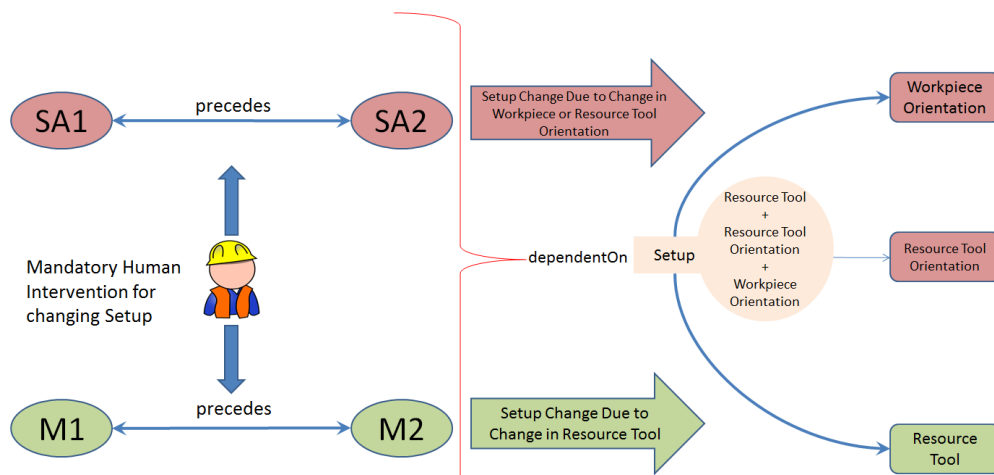 SA1
precedes
SA2
Setup Change Due to Change in
Workpiece or Resource Tool
Orientation
Workpiece
Orientation
Mandatory Human
Intervention for
changing Setup
dependentOn
Setup
Resource Tool
+
Resource Tool
Orientation
+
Workpiece
Orientation
Resource Tool
Orientation
M1
precedes
M2
Setup Change Due to
Change in Resource Tool
Resource
Tool